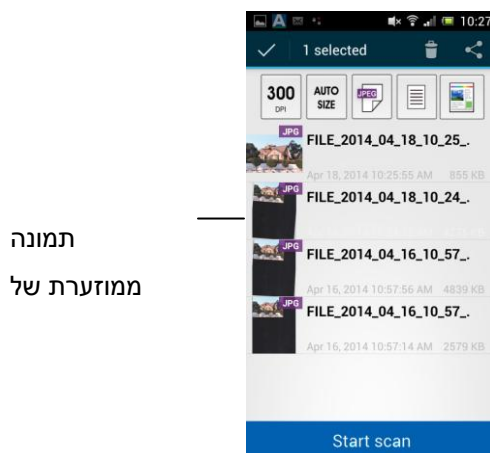 10:27
1 selected
300 DPI
AUTO SIZE
JPEG
JPG
FILE_2014_04_18_10_25_.
Apr 18, 2014 10:25:55 AM 855 KB
JPG
FILE_2014_04_18_10_24_.
JPG
FILE_2014_04_16_10_57_.
Apr 16, 2014 10:57:56 AM 4839 KB
JPG
FILE_2014_04_16_10_57_.
Apr 16, 2014 10:57:14 AM 2579 KB
Start scan
תמונה
ממוזערת של